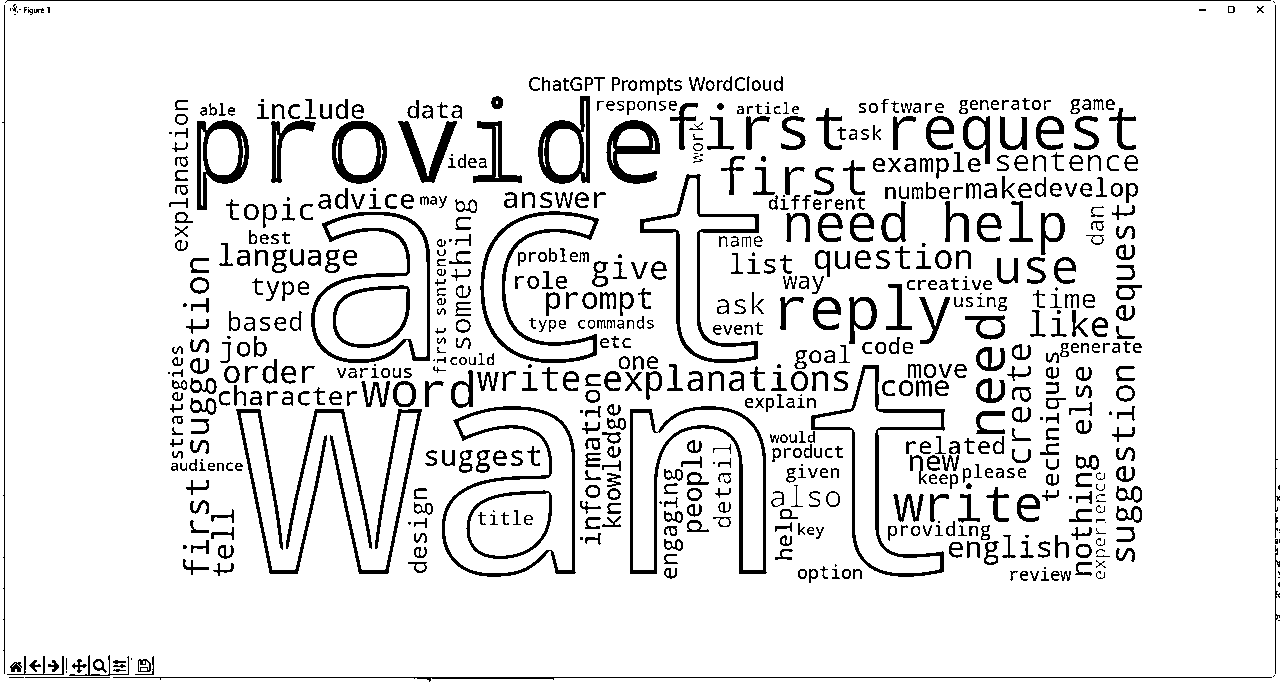 Figure 1
ChatGPT Prompts WordCloud
able
include
data
response
article
software
generator
game
explanation
provide
first
request
idea
work
task
example
sentence
first
number
make
develop
topic
advice
may
something
answer
different
need help
dan
request
best
language
act
problem
role
give
name
list
question
use
type
prompt
way
creative
suggestion
first sentence
ask
reply
using
time
based
type commands
event
like
etc
job
could
one
goal
code
need
generate
strategies
order
various
write
explanations
move
create
come
techniques
else
character
word
information
explain
audience
want
knowledge
would
related
suggest
people
product
new
engaging
detail
given
keep
please
nothing
experience
suggestion
first
tell
design
title
also
write
help
key
providing
english
option
review